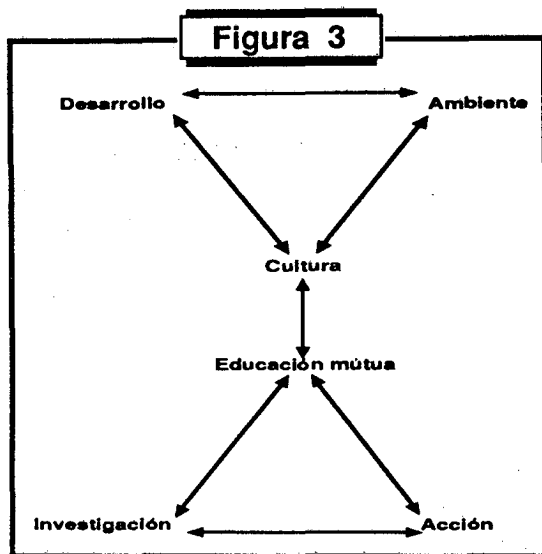 Figura 3
Desarrollo Ambiente
Cultura
Educación mútua
Investigación Acción